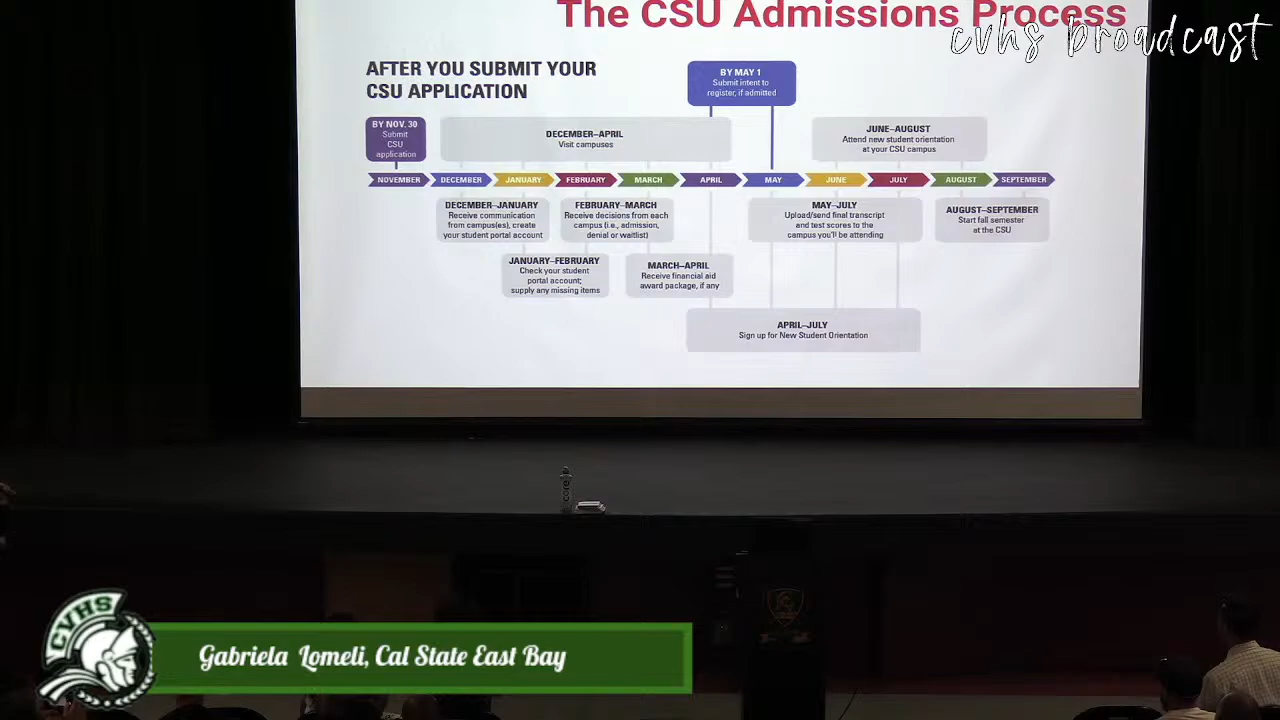 The CSU Admissions Process
cvhs broadcast
AFTER YOU SUBMIT YOUR
CSU APPLICATION
BY MAY 1
Submit intent to
register, if admitted
BY NOV. 30
Submit
CSU
application
DECEMBER–APRIL
Visit campuses
JUNE–AUGUST
Attend new student orientation
at your CSU campus
NOVEMBER DECEMBER JANUARY FEBRUARY MARCH APRIL MAY JUNE JULY AUGUST SEPTEMBER
DECEMBER–JANUARY
Receive communication
from campus(es), create
your student portal account
FEBRUARY–MARCH
Receive decisions from each
campus (i.e., admission,
denial or waitlist)
MAY–JULY
Upload/send final transcript
and test scores to the
campus you'll be attending
AUGUST–SEPTEMBER
Start fall semester
at the CSU
JANUARY–FEBRUARY
Check your student
portal account;
supply any missing items
MARCH–APRIL
Receive financial aid
award package, if any
APRIL–JULY
Sign up for New Student Orientation
core
CVHS
Gabriela Lomeli, Cal State East Bay